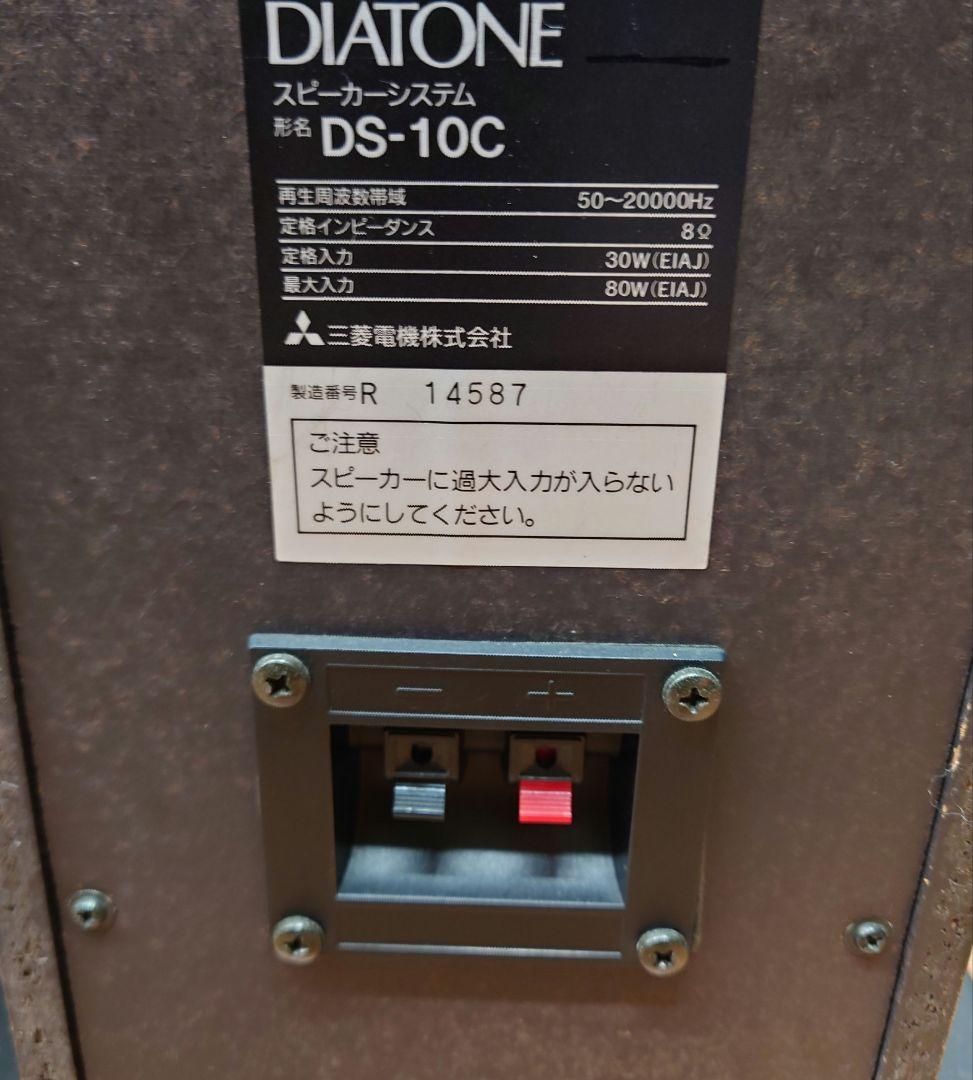 DIATONE
スピーカーシステム
形名 DS-10C
再生周波数帯域 50～20000Hz
定格インピーダンス 8Ω
定格入力 30W(EIAJ)
最大入力 80W(EIAJ)
三菱電機株式会社
製造番号 R 14587
ご注意
スピーカーに過大入力が入らない
ようにしてください。
− +